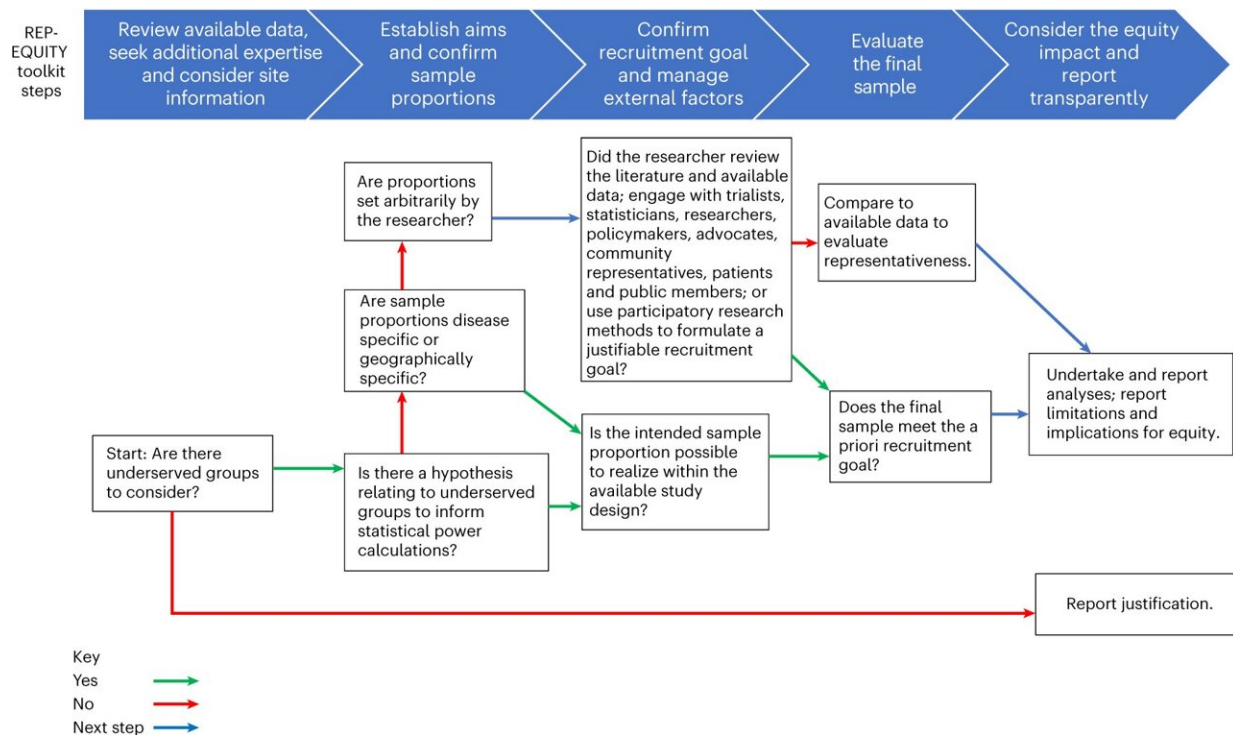 REP-
EQUITY
toolkit
steps
Review available data,
seek additional expertise
and consider site
information
Establish aims
and confirm
sample
proportions
Confirm
recruitment goal
and manage
external factors
Evaluate
the final
sample
Consider the equity
impact and
report
transparently
Are proportions
set arbitrarily by
the researcher?
Did the researcher review
the literature and available
data; engage with trialists,
statisticians, researchers,
policymakers, advocates,
community
representatives, patients
and public members; or
use participatory research
methods to formulate a
justifiable recruitment
goal?
Compare to
available data to
evaluate
representativeness.
Are sample
proportions disease
specific or
geographically
specific?
Undertake and report
analyses; report
limitations and
implications for equity.
Does the final
sample meet the a
priori recruitment
goal?
Start: Are there
underserved groups
to consider?
Is there a hypothesis
relating to underserved
groups to inform
statistical power
calculations?
Is the intended sample
proportion possible
to realize within the
available study
design?
Report justification.
Key
Yes
No
Next step